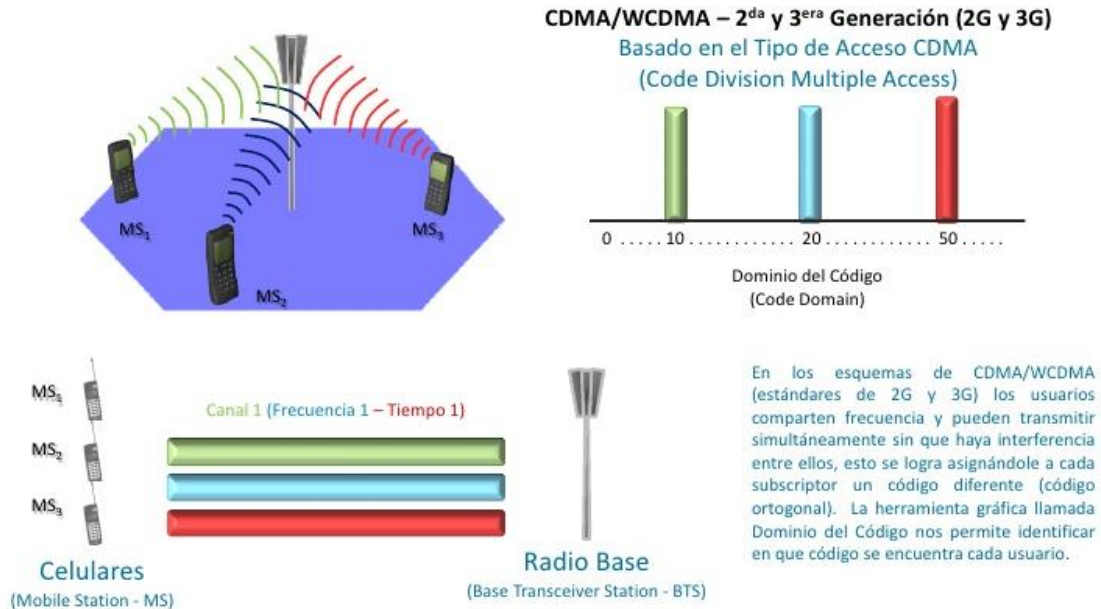 CDMA/WCDMA – 2da y 3era Generación (2G y 3G)
Basado en el Tipo de Acceso CDMA
(Code Division Multiple Access)
MS1
MS2
MS3
0 ..... 10 ............. 20 ............ 50 .....
Dominio del Código
(Code Domain)
MS1
MS2
MS3
Canal 1 (Frecuencia 1 – Tiempo 1)
Celulares
(Mobile Station - MS)
Radio Base
(Base Transceiver Station - BTS)
En los esquemas de CDMA/WCDMA
(estándares de 2G y 3G) los usuarios
comparten frecuencia y pueden transmitir
simultáneamente sin que haya interferencia
entre ellos, esto se logra asignándole a cada
subscriptor un código diferente (código
ortogonal). La herramienta gráfica llamada
Dominio del Código nos permite identificar
en que código se encuentra cada usuario.